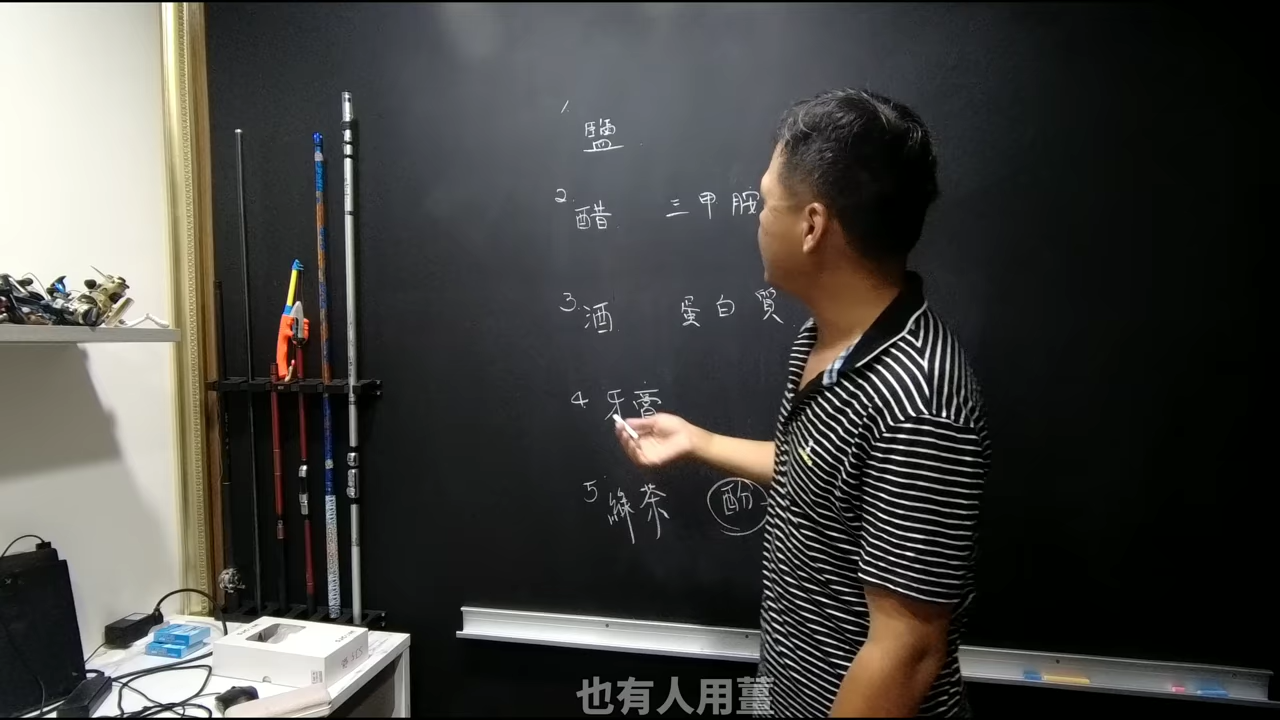 1 鹽
2. 醋 三甲胺
3. 酒 蛋白質
4. 牙膏
5 綠茶 酚
也有人用薑